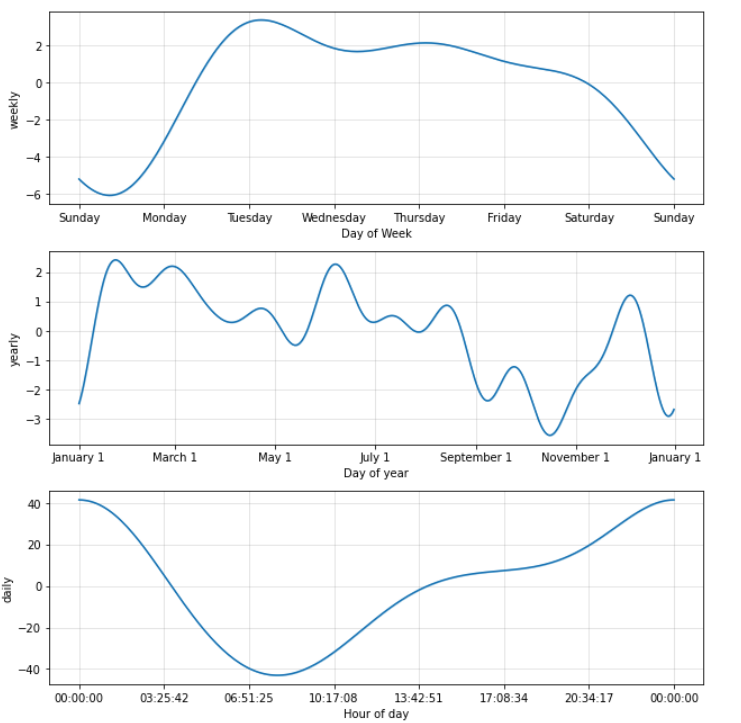 weekly
2
0
−2
−4
−6
Sunday Monday Tuesday Wednesday Thursday Friday Saturday Sunday
Day of Week
yearly
2
1
0
−1
−2
−3
January 1 March 1 May 1 July 1 September 1 November 1 January 1
Day of year
daily
40
20
0
−20
−40
00:00:00 03:25:42 06:51:25 10:17:08 13:42:51 17:08:34 20:34:17 00:00:00
Hour of day